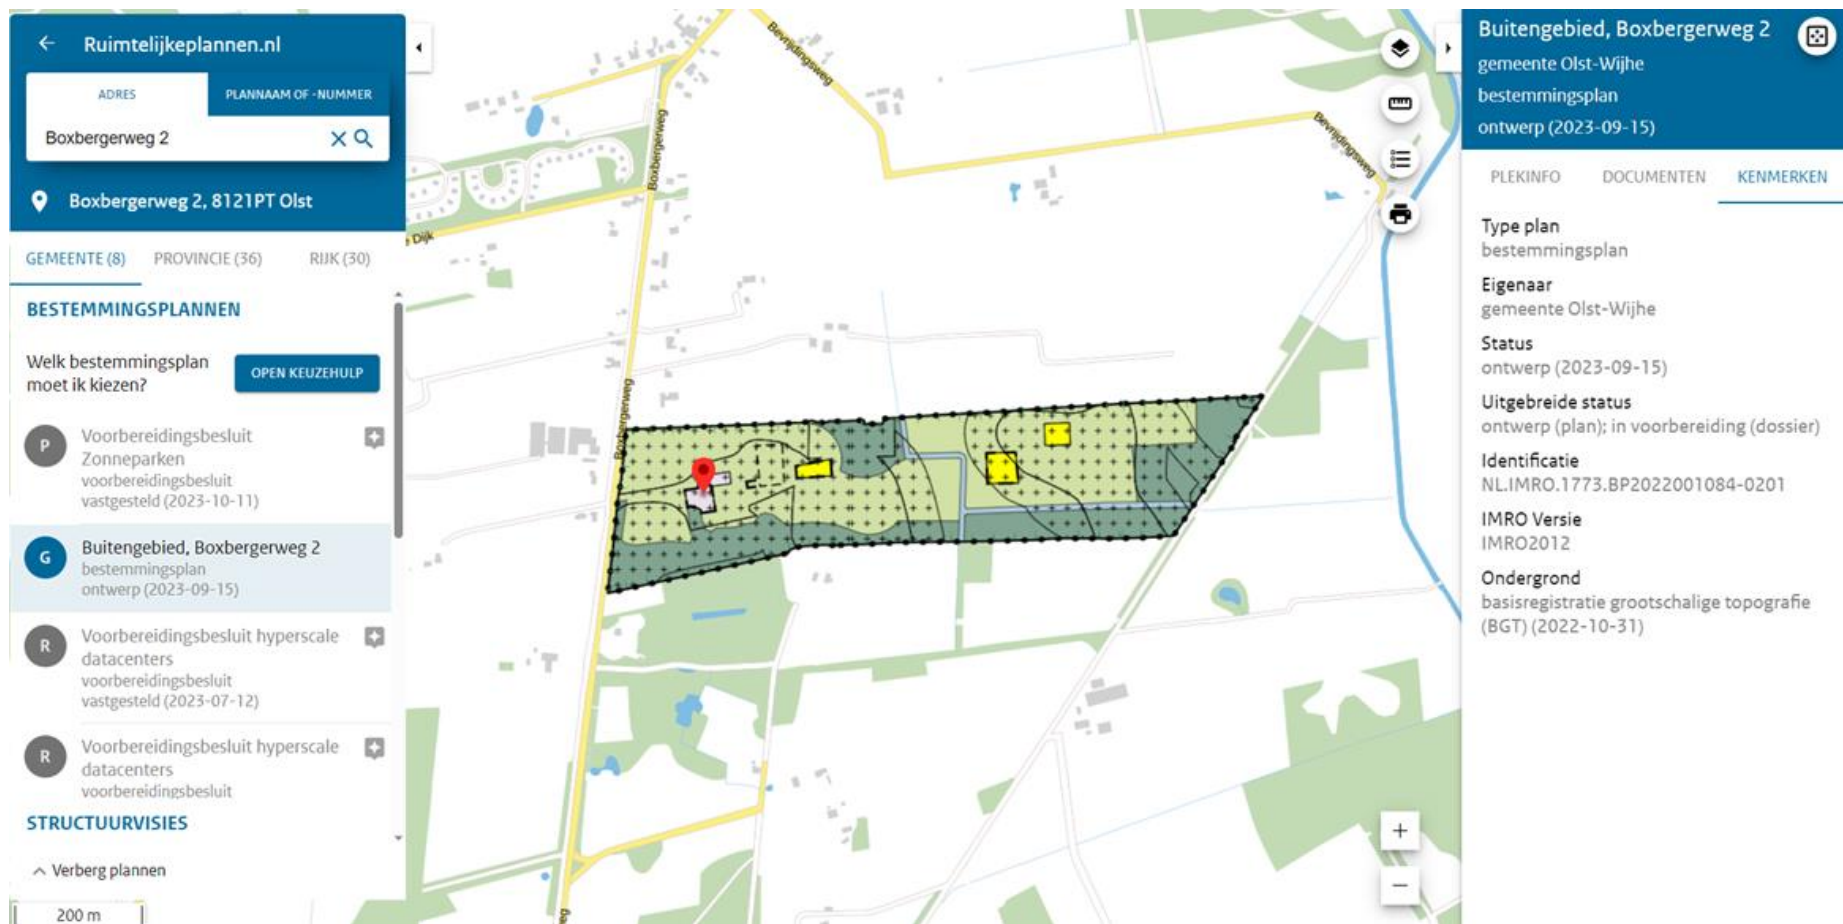 Ruimtelijkeplannen.nl
ADRES
PLANNAAM OF -NUMMER
Boxbergerweg 2
Boxbergerweg 2, 8121PT Olst
GEMEENTE (8)
PROVINCIE (36)
RIJK (30)
BESTEMMINGSPLANNEN
Welk bestemmingsplan
moet ik kiezen?
OPEN KEUZEHULP
P
Voorbereidingsbesluit
Zonneparken
voorbereidingsbesluit
vastgesteld (2023-10-11)
G
Buitengebied, Boxbergerweg 2
bestemmingsplan
ontwerp (2023-09-15)
R
Voorbereidingsbesluit hyperscale
datacenters
voorbereidingsbesluit
vastgesteld (2023-07-12)
R
Voorbereidingsbesluit hyperscale
datacenters
voorbereidingsbesluit
STRUCTUURVISIES
Verberg plannen
200 m
Bevrijdingsweg
Boxbergerweg
Bevrijdingsweg
Dijk
Boxbergerweg
Boxbergerweg
eg
+
−
Buitengebied, Boxbergerweg 2
gemeente Olst-Wijhe
bestemmingsplan
ontwerp (2023-09-15)
PLEKINFO
DOCUMENTEN
KENMERKEN
Type plan
bestemmingsplan
Eigenaar
gemeente Olst-Wijhe
Status
ontwerp (2023-09-15)
Uitgebreide status
ontwerp (plan); in voorbereiding (dossier)
Identificatie
NL.IMRO.1773.BP2022001084-0201
IMRO Versie
IMRO2012
Ondergrond
basisregistratie grootschalige topografie
(BGT) (2022-10-31)